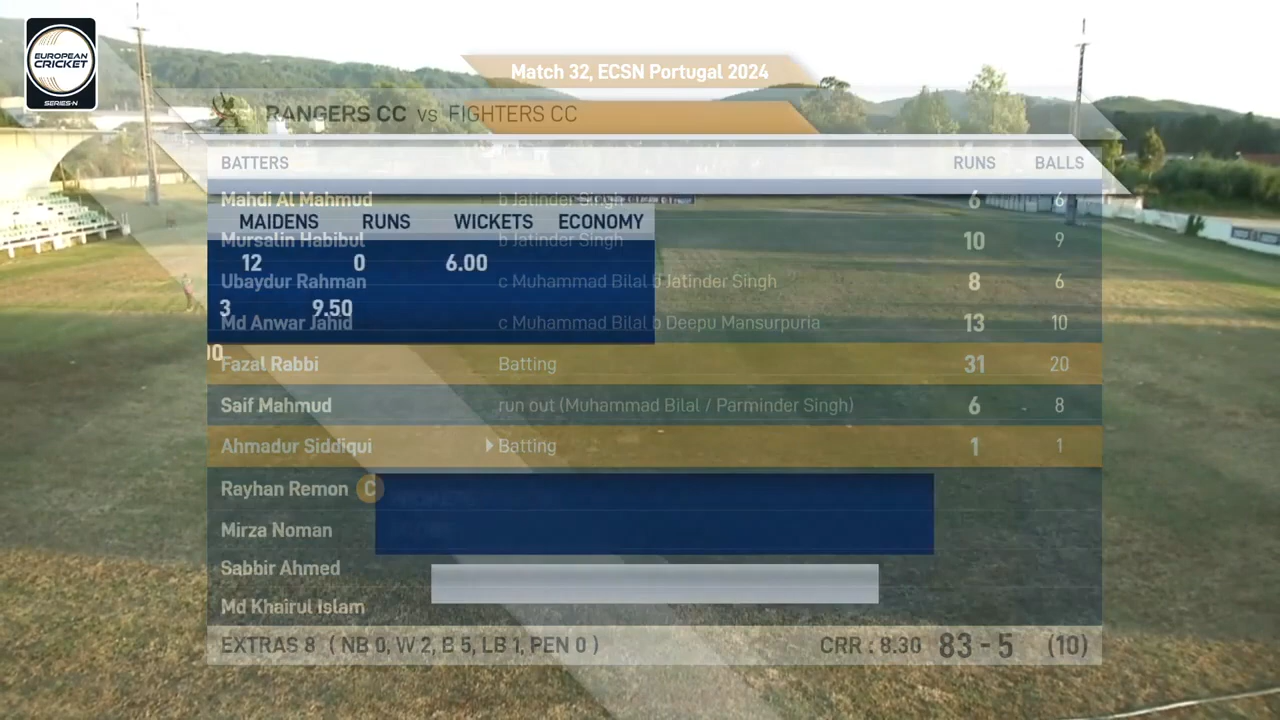 EUROPEAN
CRICKET
SERIES-N
Match 32, ECSN Portugal 2024
RANGERS CC vs FIGHTERS CC
BATTERS RUNS BALLS
Mahdi Al Mahmud b Jatinder Singh 6 6
MAIDENS RUNS WICKETS ECONOMY
Mursalin Habibul b Jatinder Singh 10 9
12 0 6.00
Ubaydur Rahman c Muhammad Bilal b Jatinder Singh 8 6
3 9.50
Md Anwar Jahid c Muhammad Bilal b Deepu Mansurpuria 13 10
Fazal Rabbi Batting 31 20
Saif Mahmud run out (Muhammad Bilal / Parminder Singh) 6 8
Ahmadur Siddiqui Batting 1 1
Rayhan Remon C
Mirza Noman
Sabbir Ahmed
Md Khairul Islam
EXTRAS 8 ( NB 0, W 2, B 5, LB 1, PEN 0 ) CRR : 8.30 83 - 5 (10)